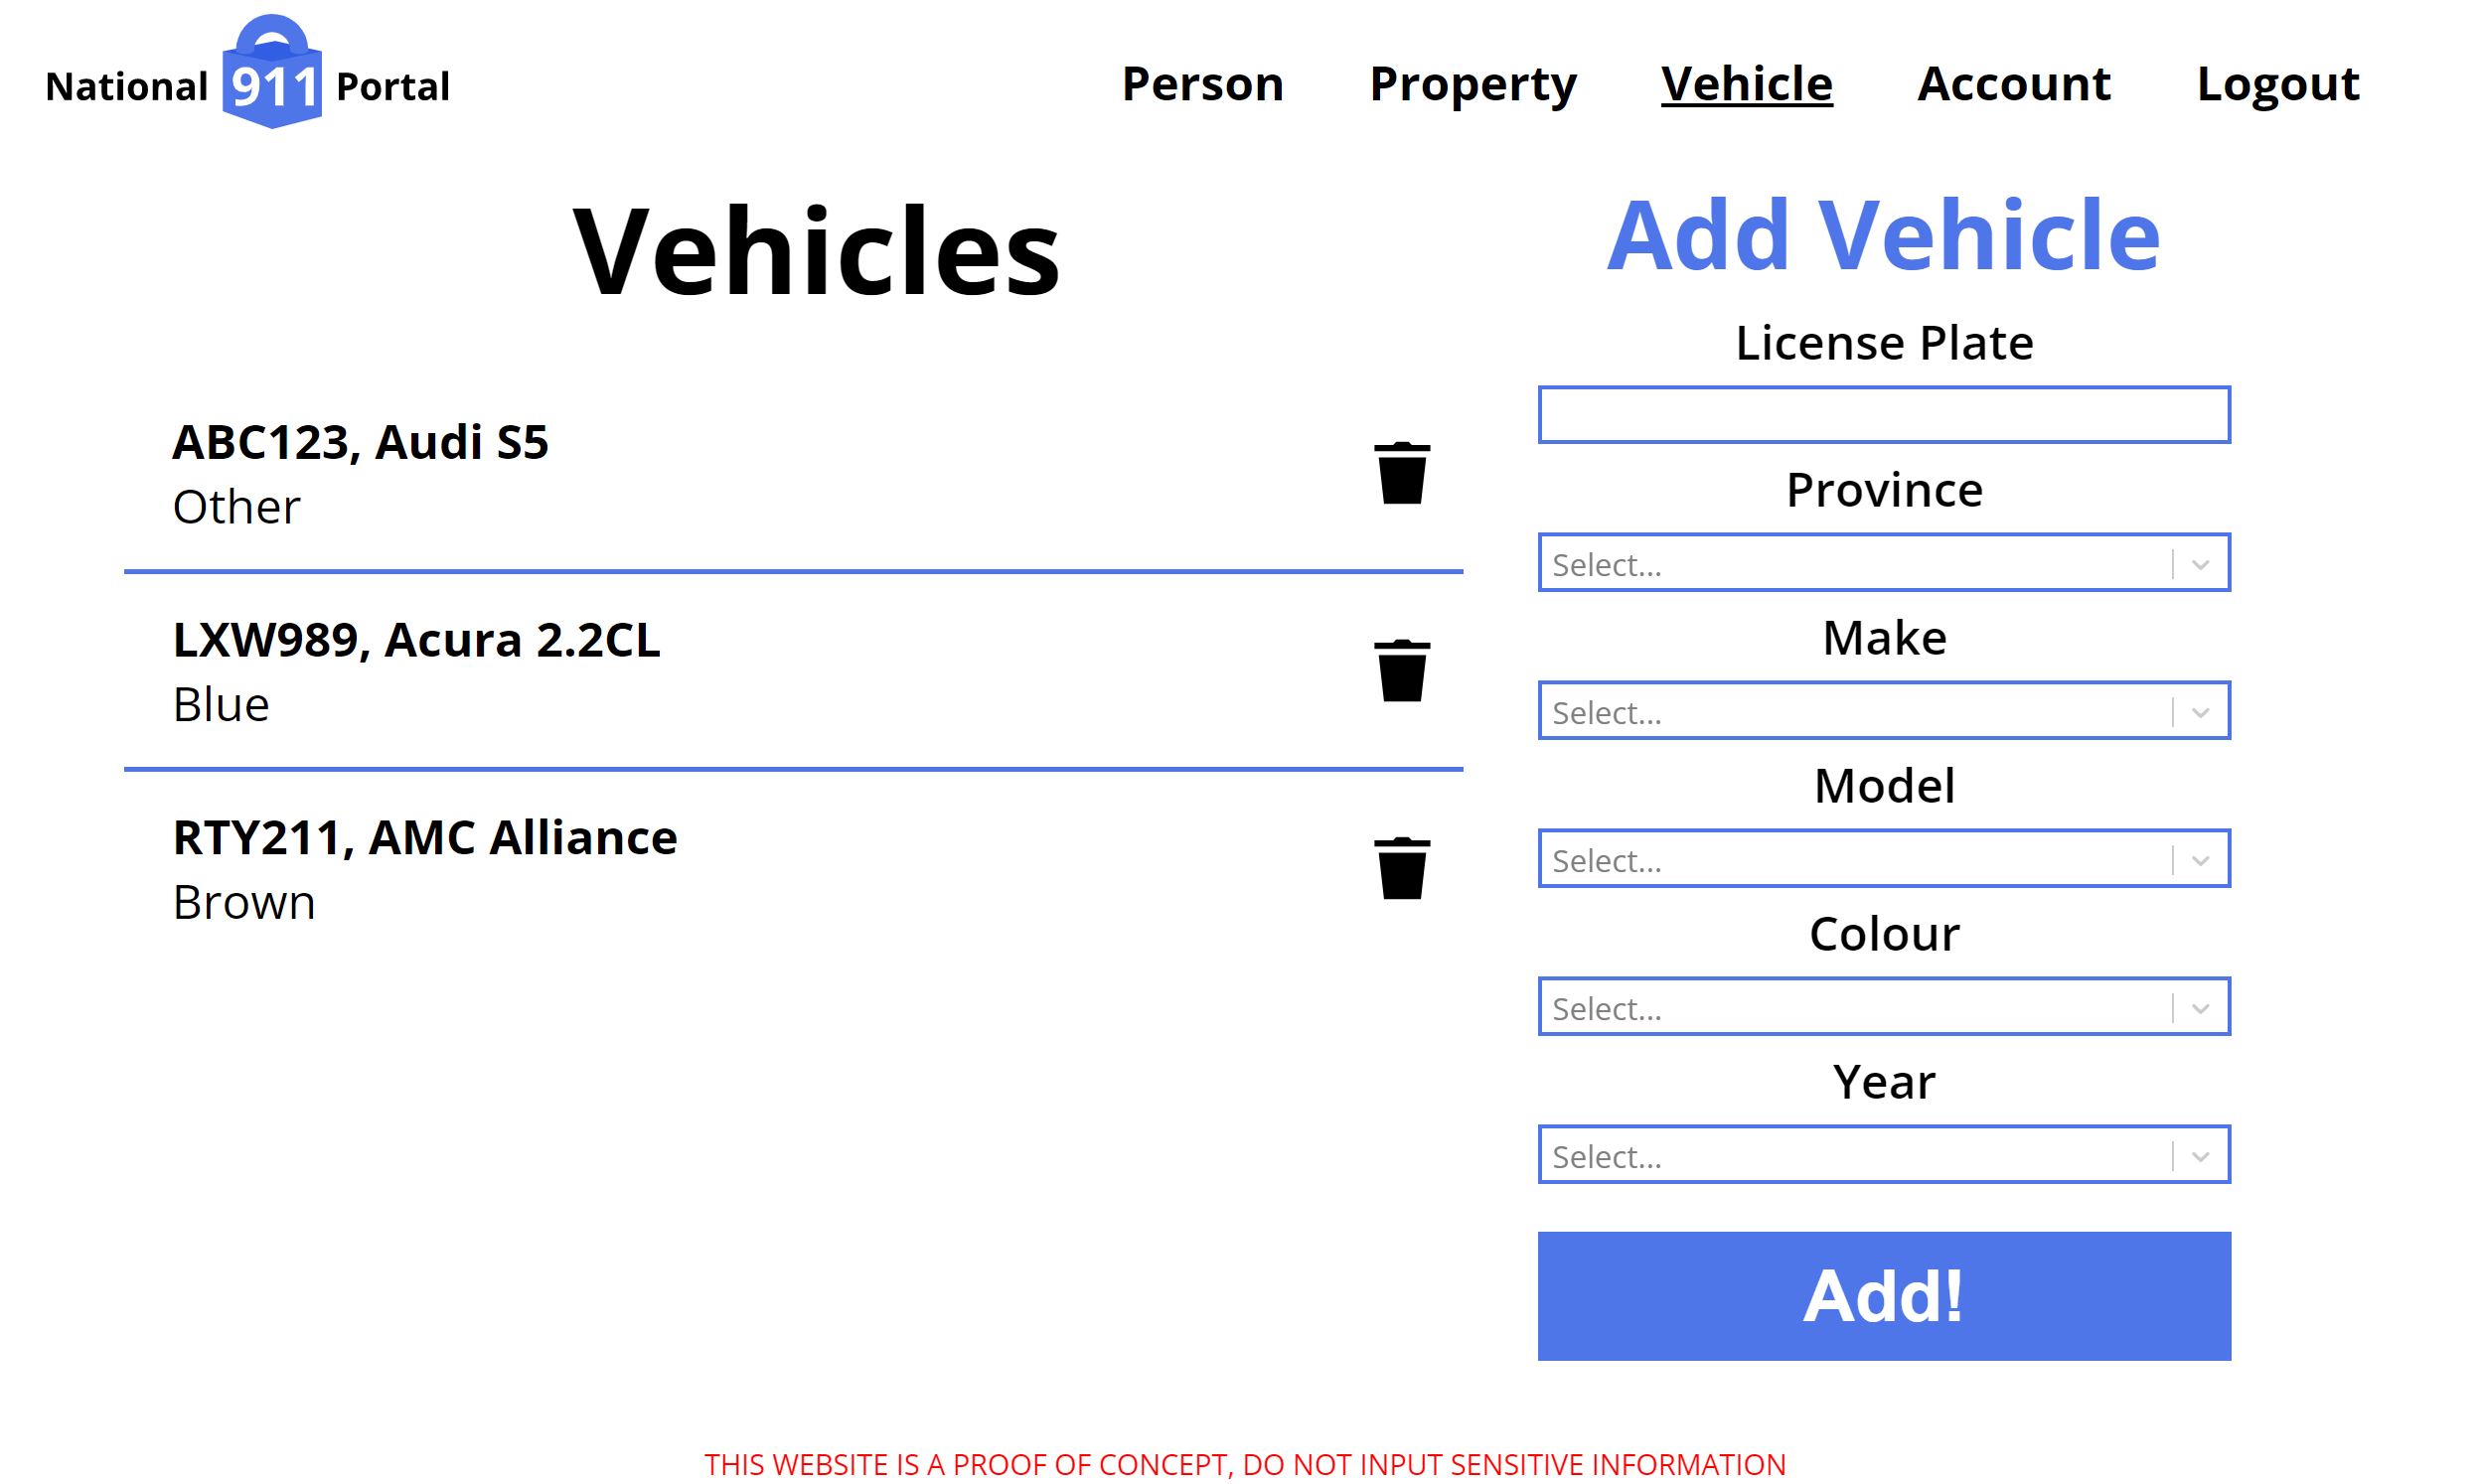 National 911 Portal
Person Property Vehicle Account Logout
Vehicles
ABC123, Audi S5
Other
LXW989, Acura 2.2CL
Blue
RTY211, AMC Alliance
Brown
Add Vehicle
License Plate
Province
Select...
Make
Select...
Model
Select...
Colour
Select...
Year
Select...
Add!
THIS WEBSITE IS A PROOF OF CONCEPT, DO NOT INPUT SENSITIVE INFORMATION